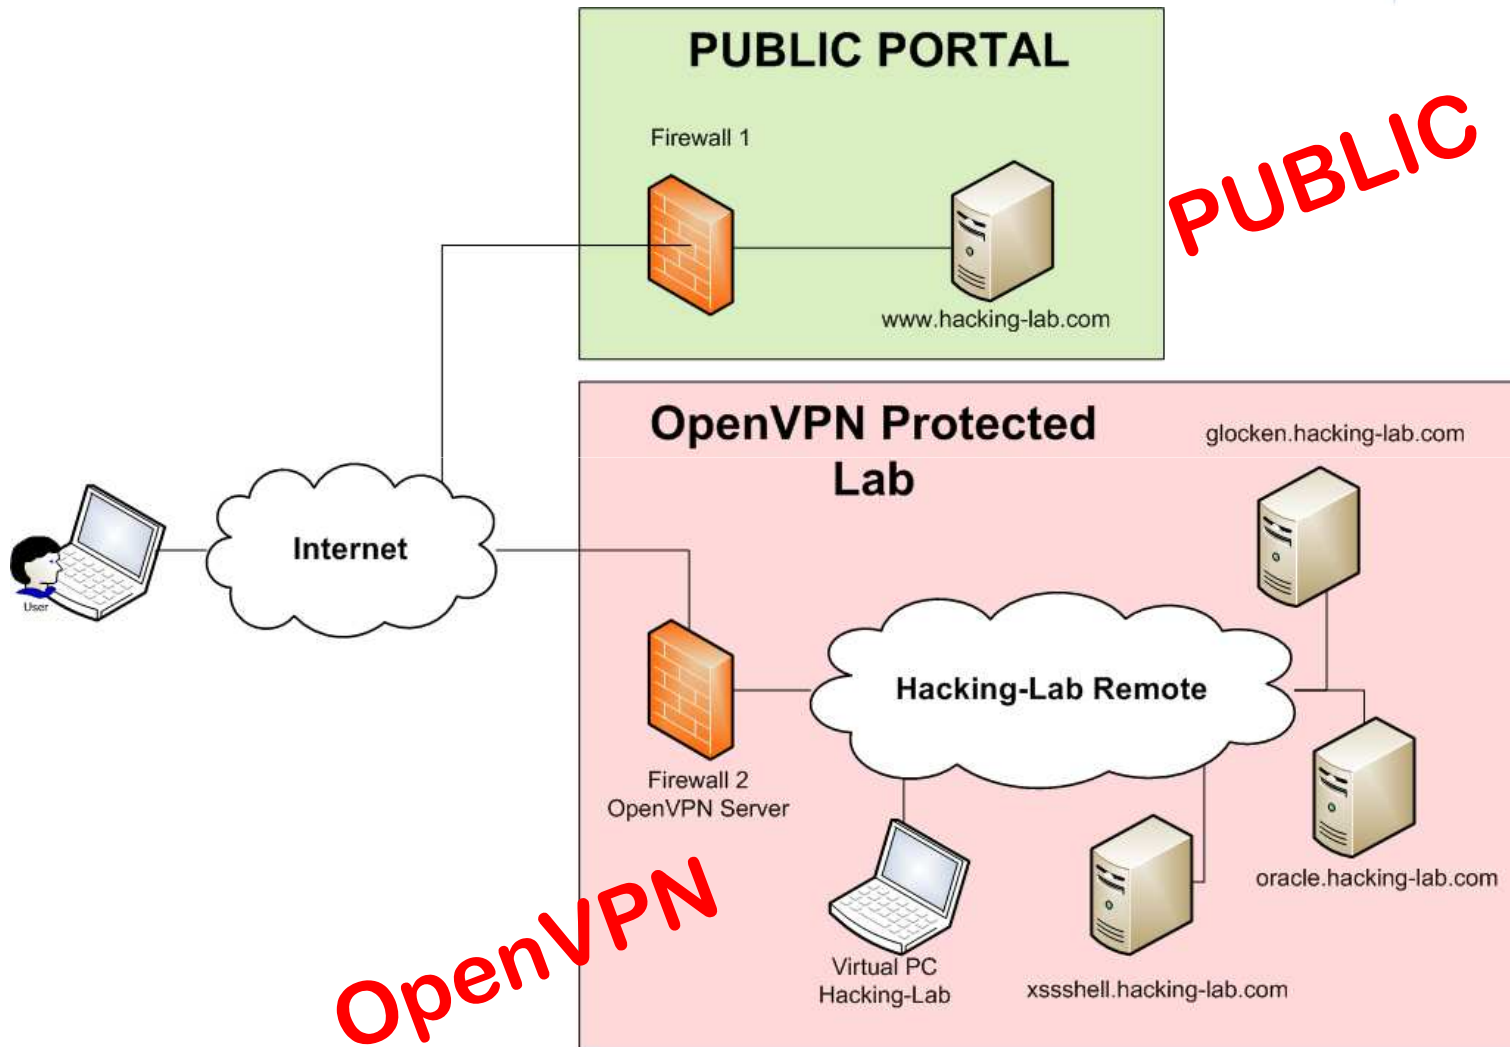 PUBLIC PORTAL
Firewall 1
www.hacking-lab.com
PUBLIC
OpenVPN Protected
Lab
glocken.hacking-lab.com
User
Internet
Hacking-Lab Remote
Firewall 2
OpenVPN Server
oracle.hacking-lab.com
Virtual PC
Hacking-Lab
xssshell.hacking-lab.com
OpenVPN